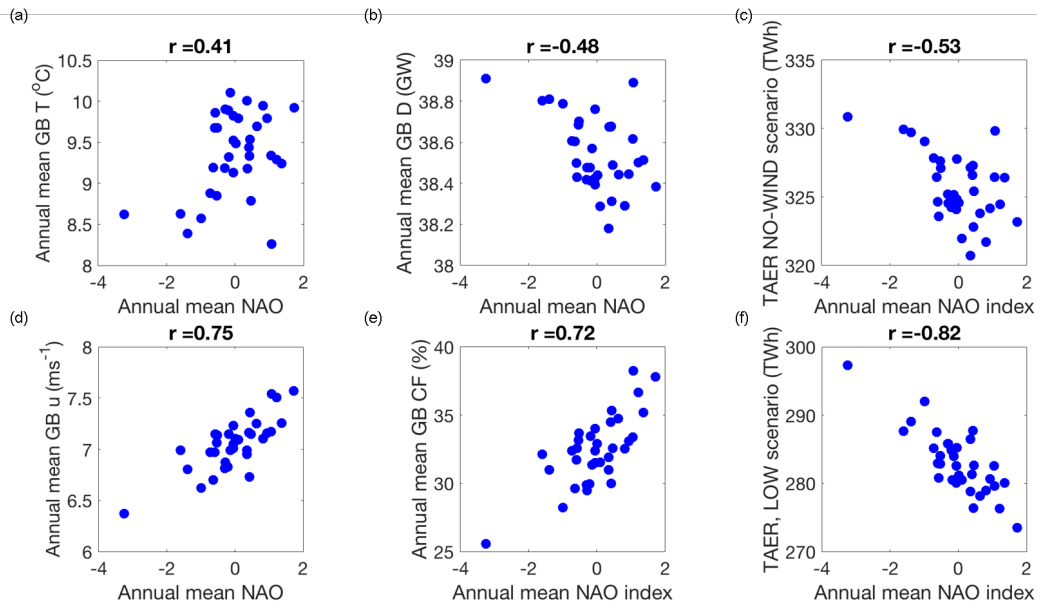 (a)
r =0.41
Annual mean GB T (°C)
10.5
10
9.5
9
8.5
8
-4
-2
0
2
Annual mean NAO
(b)
r =-0.48
Annual mean GB D (GW)
39
38.8
38.6
38.4
38.2
38
-4
-2
0
2
Annual mean NAO
(c)
r =-0.53
TAER NO-WIND scenario (TWh)
335
330
325
320
-4
-2
0
2
Annual mean NAO index
(d)
r =0.75
Annual mean GB u (ms⁻¹)
8
7.5
7
6.5
6
-4
-2
0
2
Annual mean NAO
(e)
r =0.72
Annual mean GB CF (%)
40
35
30
25
-4
-2
0
2
Annual mean NAO index
(f)
r =-0.82
TAER, LOW scenario (TWh)
300
290
280
270
-4
-2
0
2
Annual mean NAO index